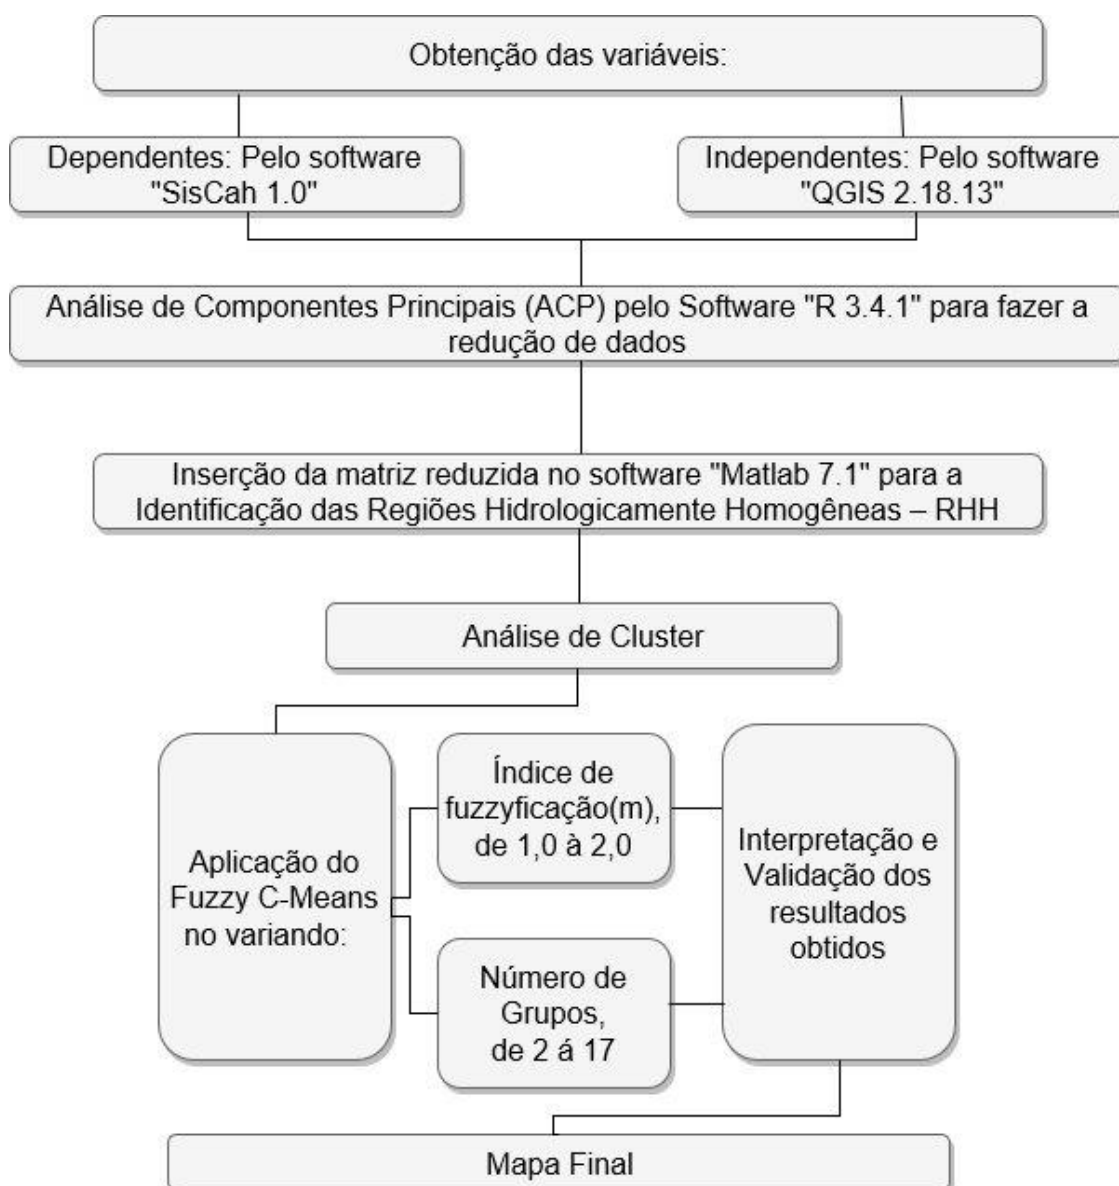 Obtenção das variáveis:
Dependentes: Pelo software
"SisCah 1.0"
Independentes: Pelo software
"QGIS 2.18.13"
Análise de Componentes Principais (ACP) pelo Software "R 3.4.1" para fazer a
redução de dados
Inserção da matriz reduzida no software "Matlab 7.1" para a
Identificação das Regiões Hidrologicamente Homogêneas – RHH
Análise de Cluster
Aplicação do
Fuzzy C-Means
no variando:
Índice de
fuzzyficação(m),
de 1,0 à 2,0
Número de
Grupos,
de 2 á 17
Interpretação e
Validação dos
resultados
obtidos
Mapa Final